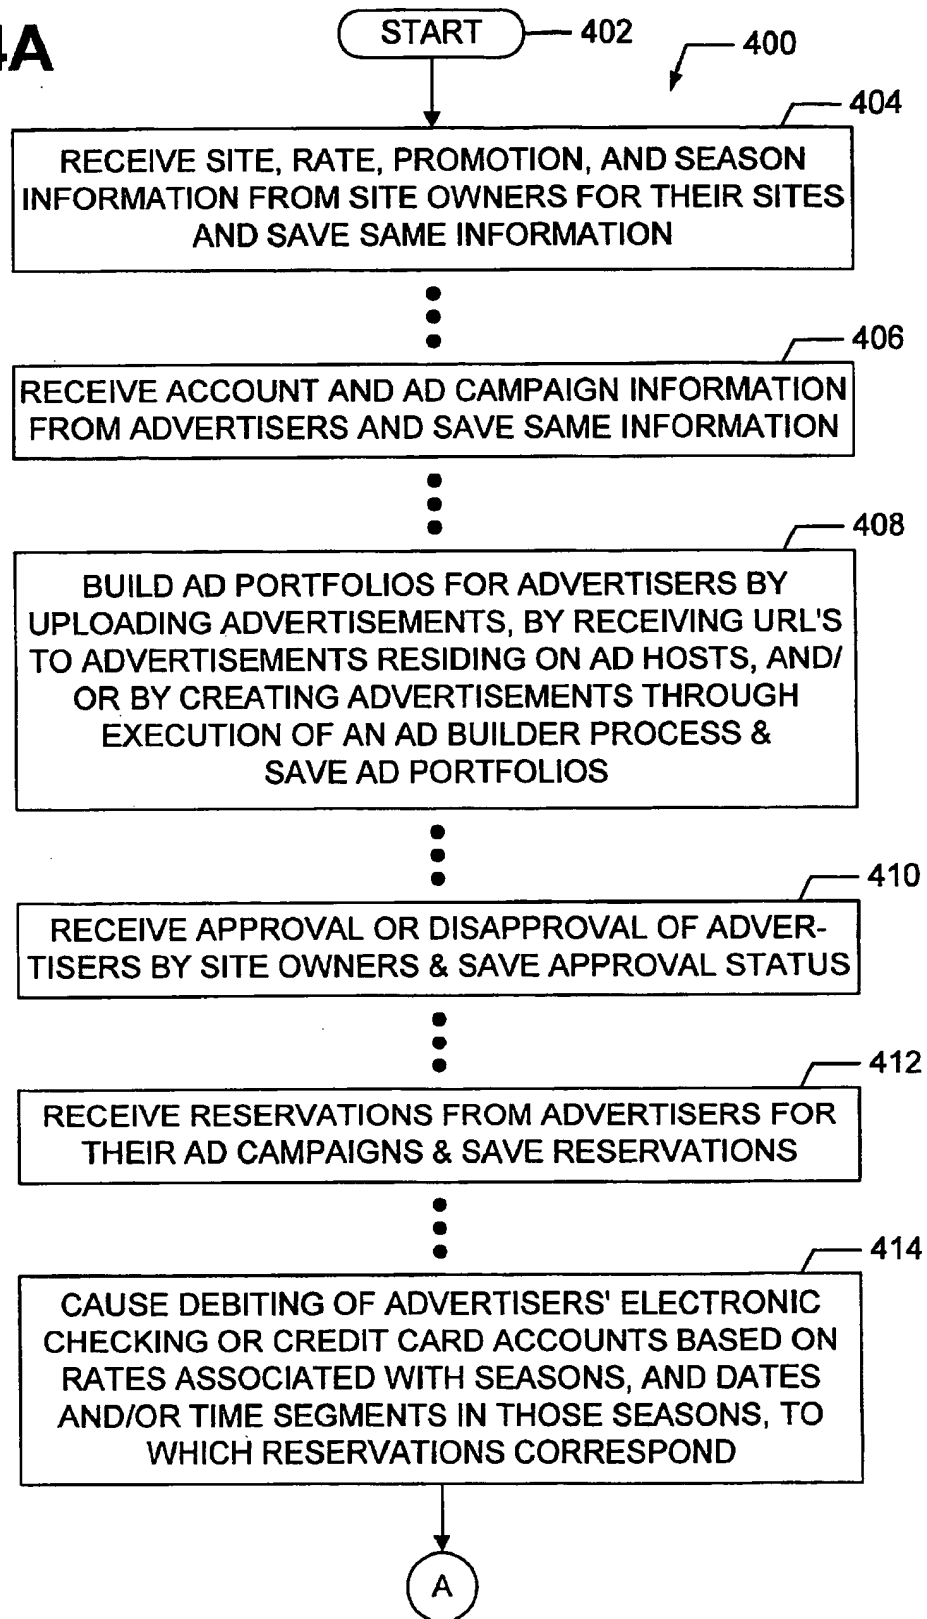 4A
START
402
400
404
RECEIVE SITE, RATE, PROMOTION, AND SEASON
INFORMATION FROM SITE OWNERS FOR THEIR SITES
AND SAVE SAME INFORMATION
406
RECEIVE ACCOUNT AND AD CAMPAIGN INFORMATION
FROM ADVERTISERS AND SAVE SAME INFORMATION
408
BUILD AD PORTFOLIOS FOR ADVERTISERS BY
UPLOADING ADVERTISEMENTS, BY RECEIVING URL'S
TO ADVERTISEMENTS RESIDING ON AD HOSTS, AND/
OR BY CREATING ADVERTISEMENTS THROUGH
EXECUTION OF AN AD BUILDER PROCESS &
SAVE AD PORTFOLIOS
410
RECEIVE APPROVAL OR DISAPPROVAL OF ADVER-
TISERS BY SITE OWNERS & SAVE APPROVAL STATUS
412
RECEIVE RESERVATIONS FROM ADVERTISERS FOR
THEIR AD CAMPAIGNS & SAVE RESERVATIONS
414
CAUSE DEBITING OF ADVERTISERS' ELECTRONIC
CHECKING OR CREDIT CARD ACCOUNTS BASED ON
RATES ASSOCIATED WITH SEASONS, AND DATES
AND/OR TIME SEGMENTS IN THOSE SEASONS, TO
WHICH RESERVATIONS CORRESPOND
A